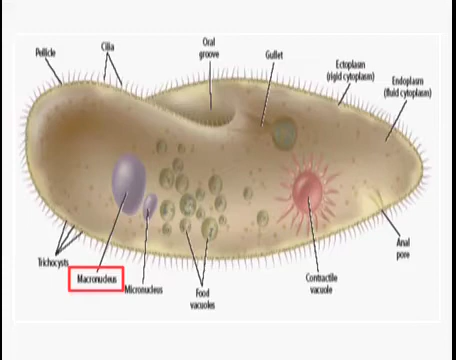 Pellicle
Cilia
Oral
groove
Gullet
Ectoplasm
(rigid cytoplasm)
Endoplasm
(fluid cytoplasm)
Trichocysts
Macronucleus
Micronucleus
Food
vacuoles
Contractile
vacuole
Anal
pore